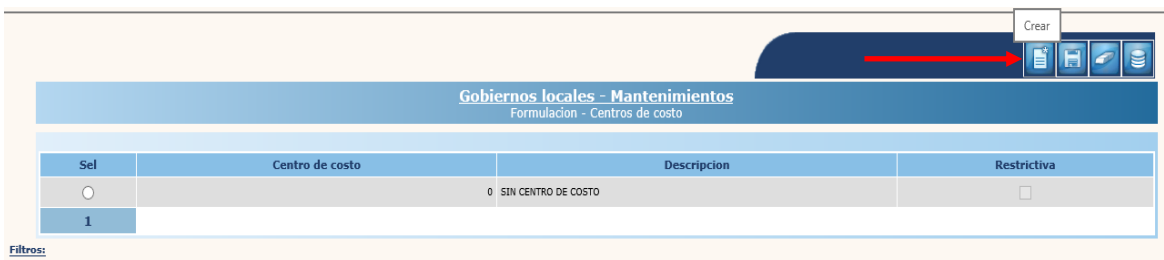 Crear
Gobiernos locales - Mantenimientos
Formulacion - Centros de costo
Sel Centro de costo Descripcion Restrictiva
0 SIN CENTRO DE COSTO
1
Filtros: